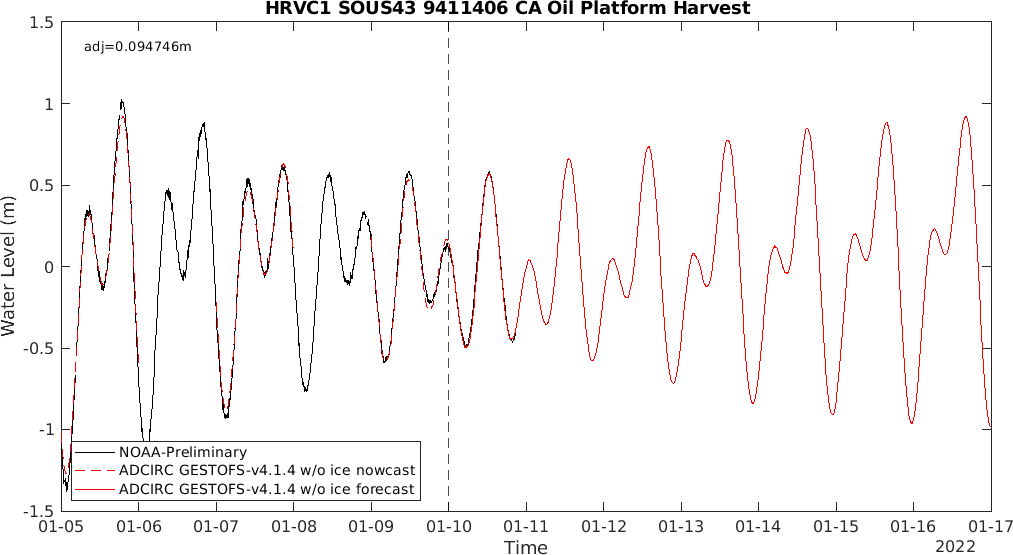 HRVC1 SOUS43 9411406 CA Oil Platform Harvest
adj=0.094746m
1.5
1
0.5
0
-0.5
-1
-1.5
Water Level (m)
NOAA-Preliminary
ADCIRC GESTOFS-v4.1.4 w/o ice nowcast
ADCIRC GESTOFS-v4.1.4 w/o ice forecast
01-05 01-06 01-07 01-08 01-09 01-10 01-11 01-12 01-13 01-14 01-15 01-16 01-17
Time
2022